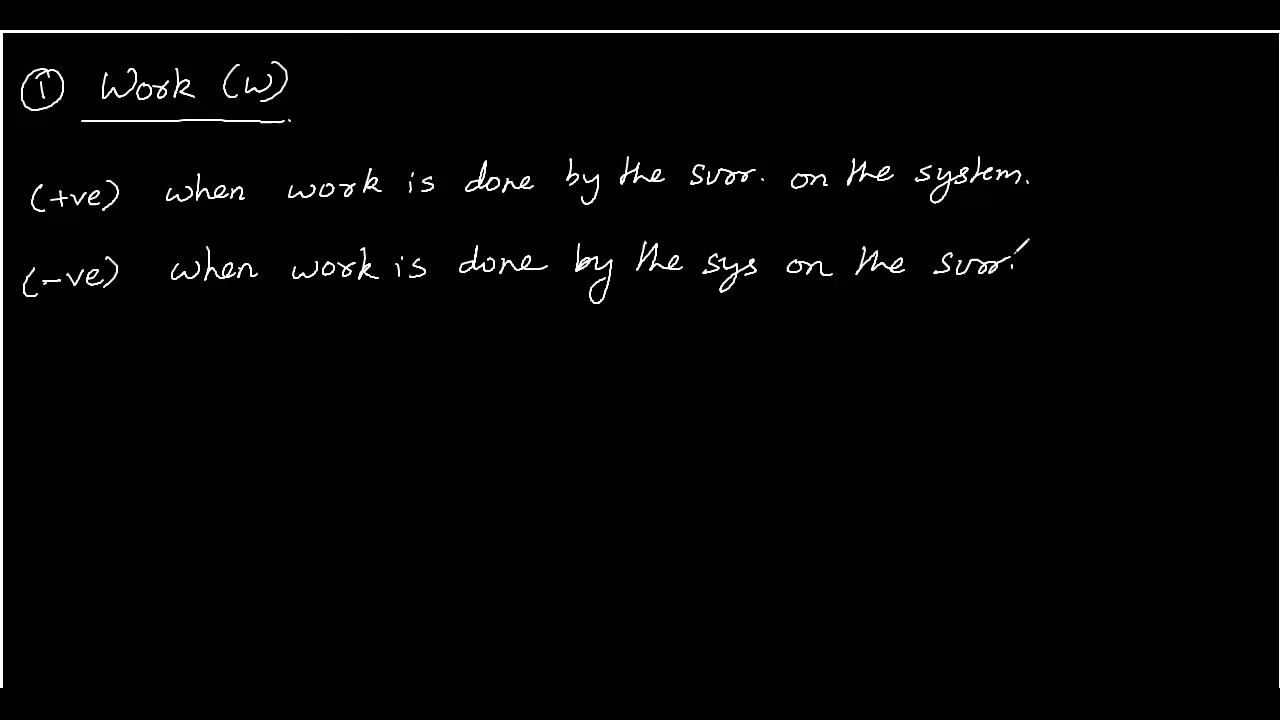 ① Work (W)
(+ve) when work is done by the surr. on the system.
(-ve) when work is done by the sys on the surr.